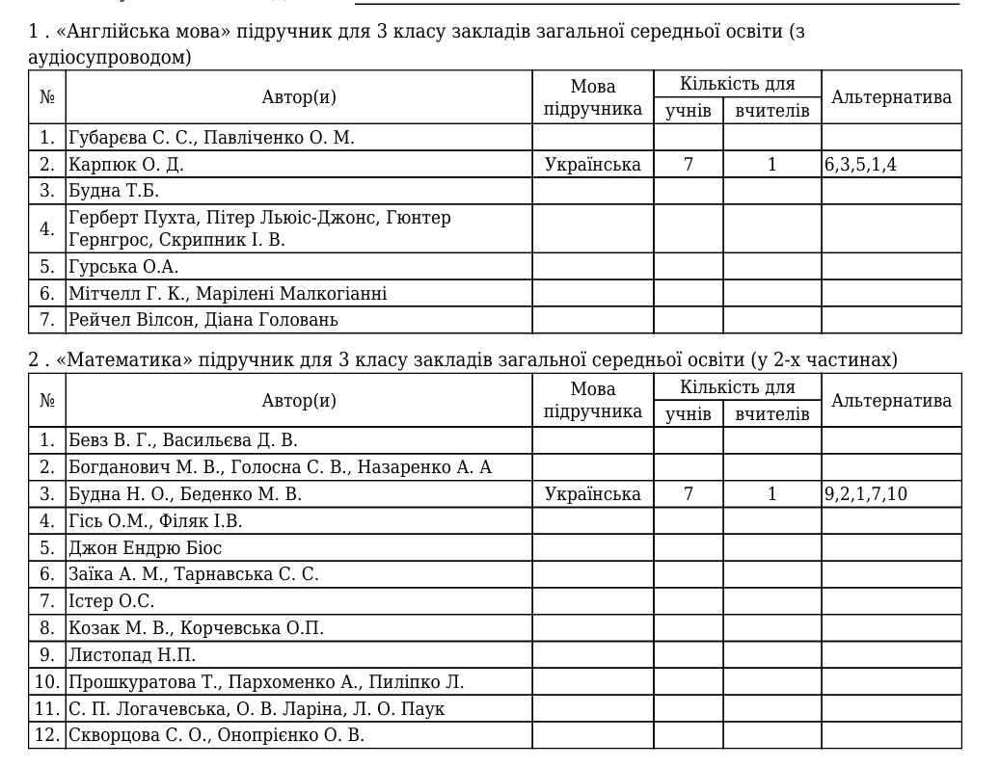 1 . «Англійська мова» підручник для 3 класу закладів загальної середньої освіти (з
аудіосупроводом)
№ Автор(и) Мова підручника Кількість для учнів вчителів Альтернатива
1. Губарєва С. С., Павліченко О. М.
2. Карпюк О. Д. Українська 7 1 6,3,5,1,4
3. Будна Т.Б.
4. Герберт Пухта, Пітер Льюіс-Джонс, Гюнтер
Гернгрос, Скрипник І. В.
5. Гурська О.А.
6. Мітчелл Г. К., Марілені Малкогіанні
7. Рейчел Вілсон, Діана Головань
2 . «Математика» підручник для 3 класу закладів загальної середньої освіти (у 2-х частинах)
№ Автор(и) Мова підручника Кількість для учнів вчителів Альтернатива
1. Бевз В. Г., Васильєва Д. В.
2. Богданович М. В., Голосна С. В., Назаренко А. А
3. Будна Н. О., Беденко М. В. Українська 7 1 9,2,1,7,10
4. Гісь О.М., Філяк І.В.
5. Джон Ендрю Біос
6. Заїка А. М., Тарнавська С. С.
7. Істер О.С.
8. Козак М. В., Корчевська О.П.
9. Листопад Н.П.
10. Прошкуратова Т., Пархоменко А., Пиліпко Л.
11. С. П. Логачевська, О. В. Ларіна, Л. О. Паук
12. Скворцова С. О., Онопрієнко О. В.